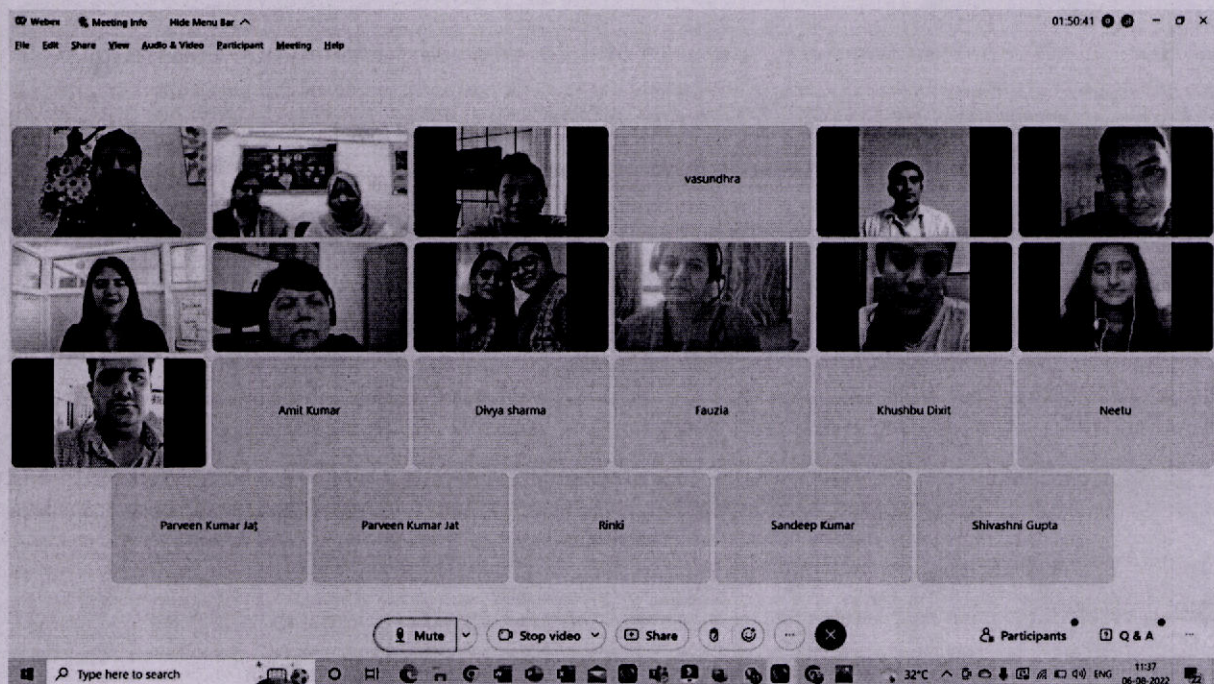 Webex Meeting Info Hide Menu Bar 01:50:41
File Edit Share View Audio & Video Participant Meeting Help
vasundhra
Amit Kumar Divya sharma Fauzia Khushbu Dixit Neetu
Parveen Kumar Jat Parveen Kumar Jat Rinki Sandeep Kumar Shivashni Gupta
Mute Stop video Share Participants Q & A
Type here to search 32°C ENG 11:37
06-08-2022 22